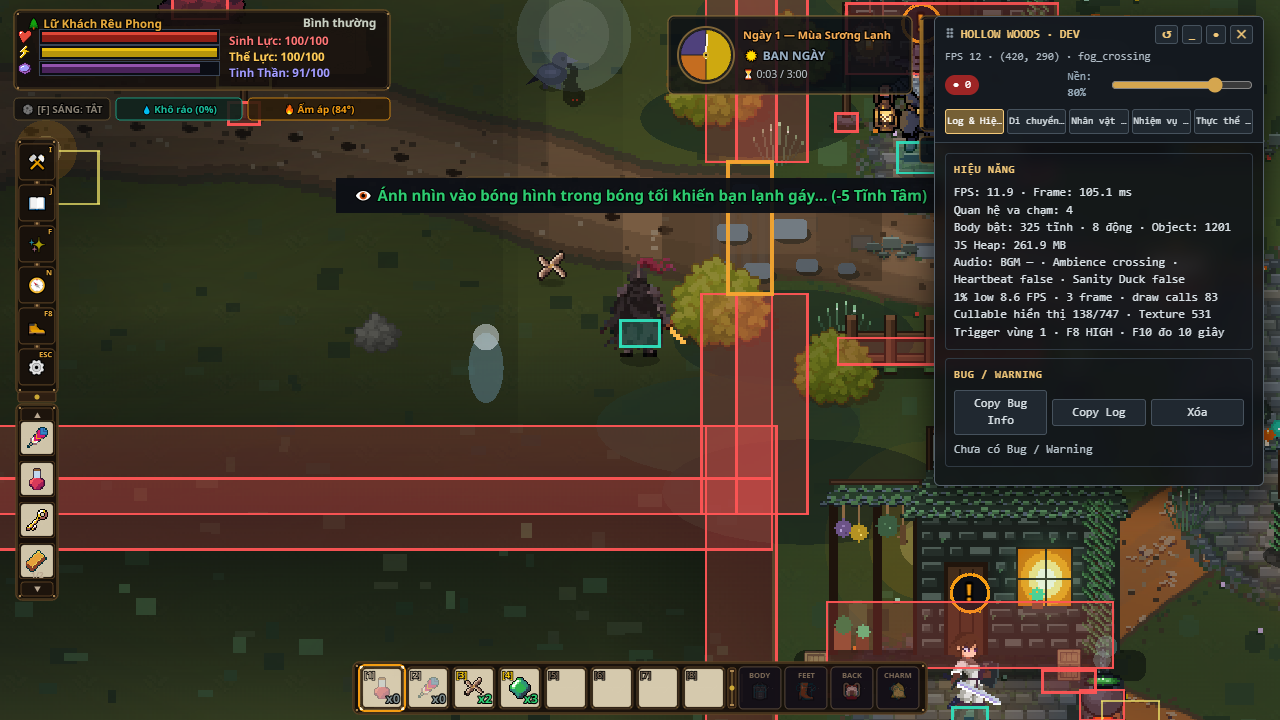 Lữ Khách Rêu Phong
Bình thường
Sinh Lực: 100/100
Thể Lực: 100/100
Tinh Thần: 91/100
[F] SÁNG: TẮT
Khô ráo (0%)
Ấm áp (84°)
Ngày 1 — Mùa Sương Lạnh
BAN NGÀY
0:03 / 3:00
Ánh nhìn vào bóng hình trong bóng tối khiến bạn lạnh gáy... (-5 Tĩnh Tâm)
I
J
F
N
F8
ESC
HOLLOW WOODS · DEV
FPS 12 · (420, 290) · fog_crossing
0
Nền:
80%
Log & Hiệ…
Di chuyển…
Nhân vật …
Nhiệm vụ …
Thực thể …
HIỆU NĂNG
FPS: 11.9 · Frame: 105.1 ms
Quan hệ va chạm: 4
Body bật: 325 tĩnh · 8 động · Object: 1201
JS Heap: 261.9 MB
Audio: BGM — · Ambience crossing ·
Heartbeat false · Sanity Duck false
1% low 8.6 FPS · 3 frame · draw calls 83
Cullable hiển thị 138/747 · Texture 531
Trigger vùng 1 · F8 HIGH · F10 đo 10 giây
BUG / WARNING
Copy Bug
Info
Copy Log
Xóa
Chưa có Bug / Warning
!
[1]
x0
[2]
x0
[3]
x2
[4]
x3
[5]
[6]
[7]
[8]
BODY
FEET
BACK
CHARM